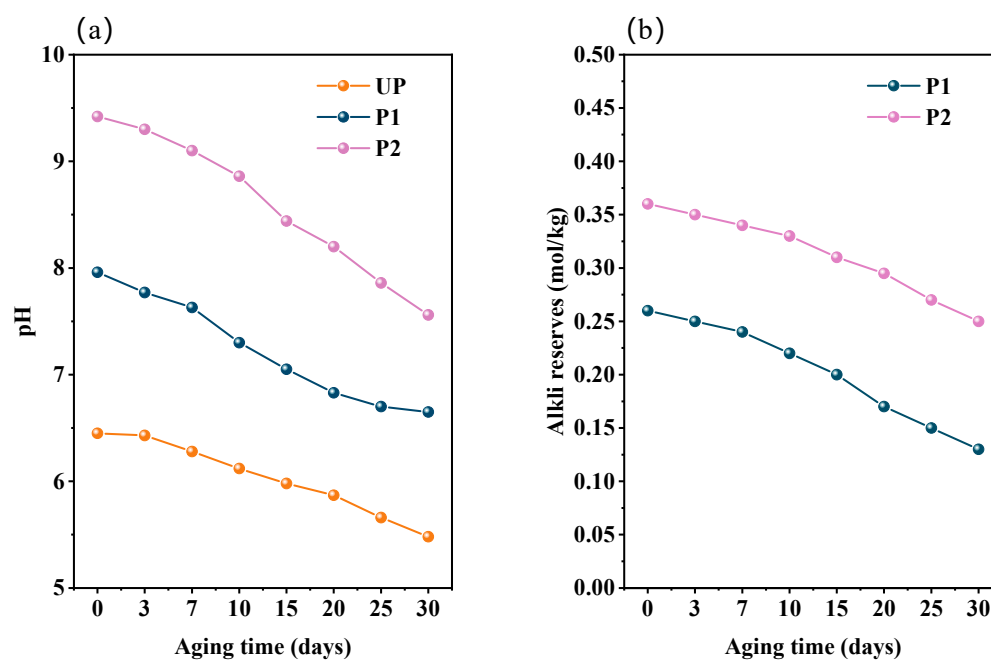 (a)
10
9
8
7
6
5
pH
UP
P1
P2
0 3 7 10 15 20 25 30
Aging time (days)
(b)
0.50
0.45
0.40
0.35
0.30
0.25
0.20
0.15
0.10
0.05
0.00
Alkli reserves (mol/kg)
P1
P2
0 3 7 10 15 20 25 30
Aging time (days)